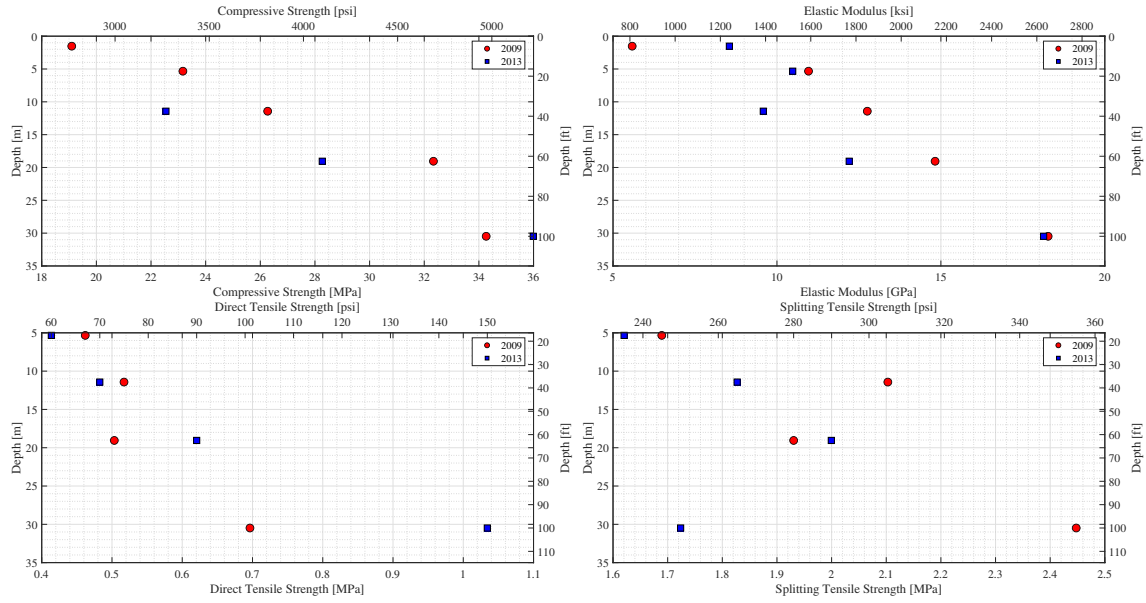 Compressive Strength [psi]
3000 3500 4000 4500 5000
0 5 10 15 20 25 30 35
Depth [m]
2009
2013
0 20 40 60 80 100
Depth [ft]
18 20 22 24 26 28 30 32 34 36
Compressive Strength [MPa]
Elastic Modulus [ksi]
800 1000 1200 1400 1600 1800 2000 2200 2400 2600 2800
0 5 10 15 20 25 30 35
Depth [m]
2009
2013
0 20 40 60 80 100
Depth [ft]
5 10 15 20
Elastic Modulus [GPa]
Direct Tensile Strength [psi]
60 70 80 90 100 110 120 130 140 150
5 10 15 20 25 30 35
Depth [m]
2009
2013
20 30 40 50 60 70 80 90 100 110
Depth [ft]
0.4 0.5 0.6 0.7 0.8 0.9 1 1.1
Direct Tensile Strength [MPa]
Splitting Tensile Strength [psi]
240 260 280 300 320 340 360
5 10 15 20 25 30 35
Depth [m]
2009
2013
20 30 40 50 60 70 80 90 100 110
Depth [ft]
1.6 1.7 1.8 1.9 2 2.1 2.2 2.3 2.4 2.5
Splitting Tensile Strength [MPa]